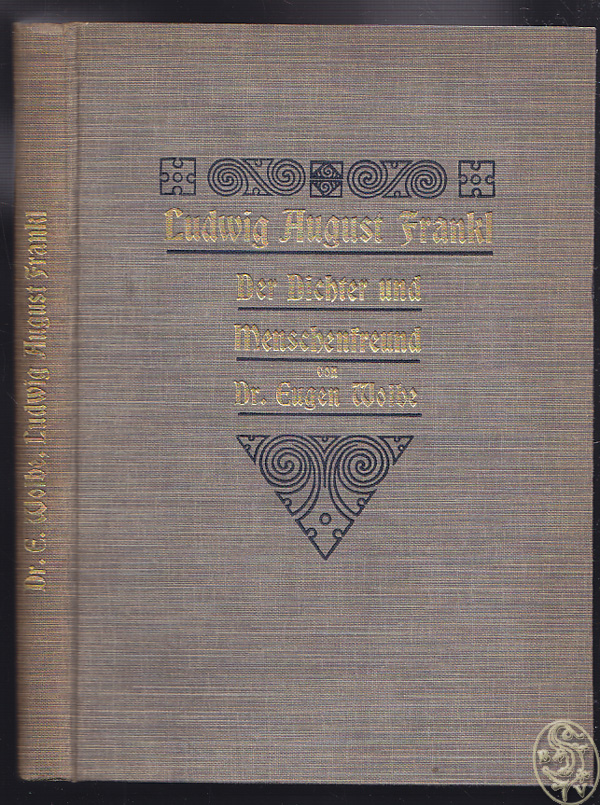 Ludwig August Frankl
Der Dichter und
Menschenfreund
von
Dr. Eugen Wolbe
Dr. E. Wolbe, Ludwig August Frankl